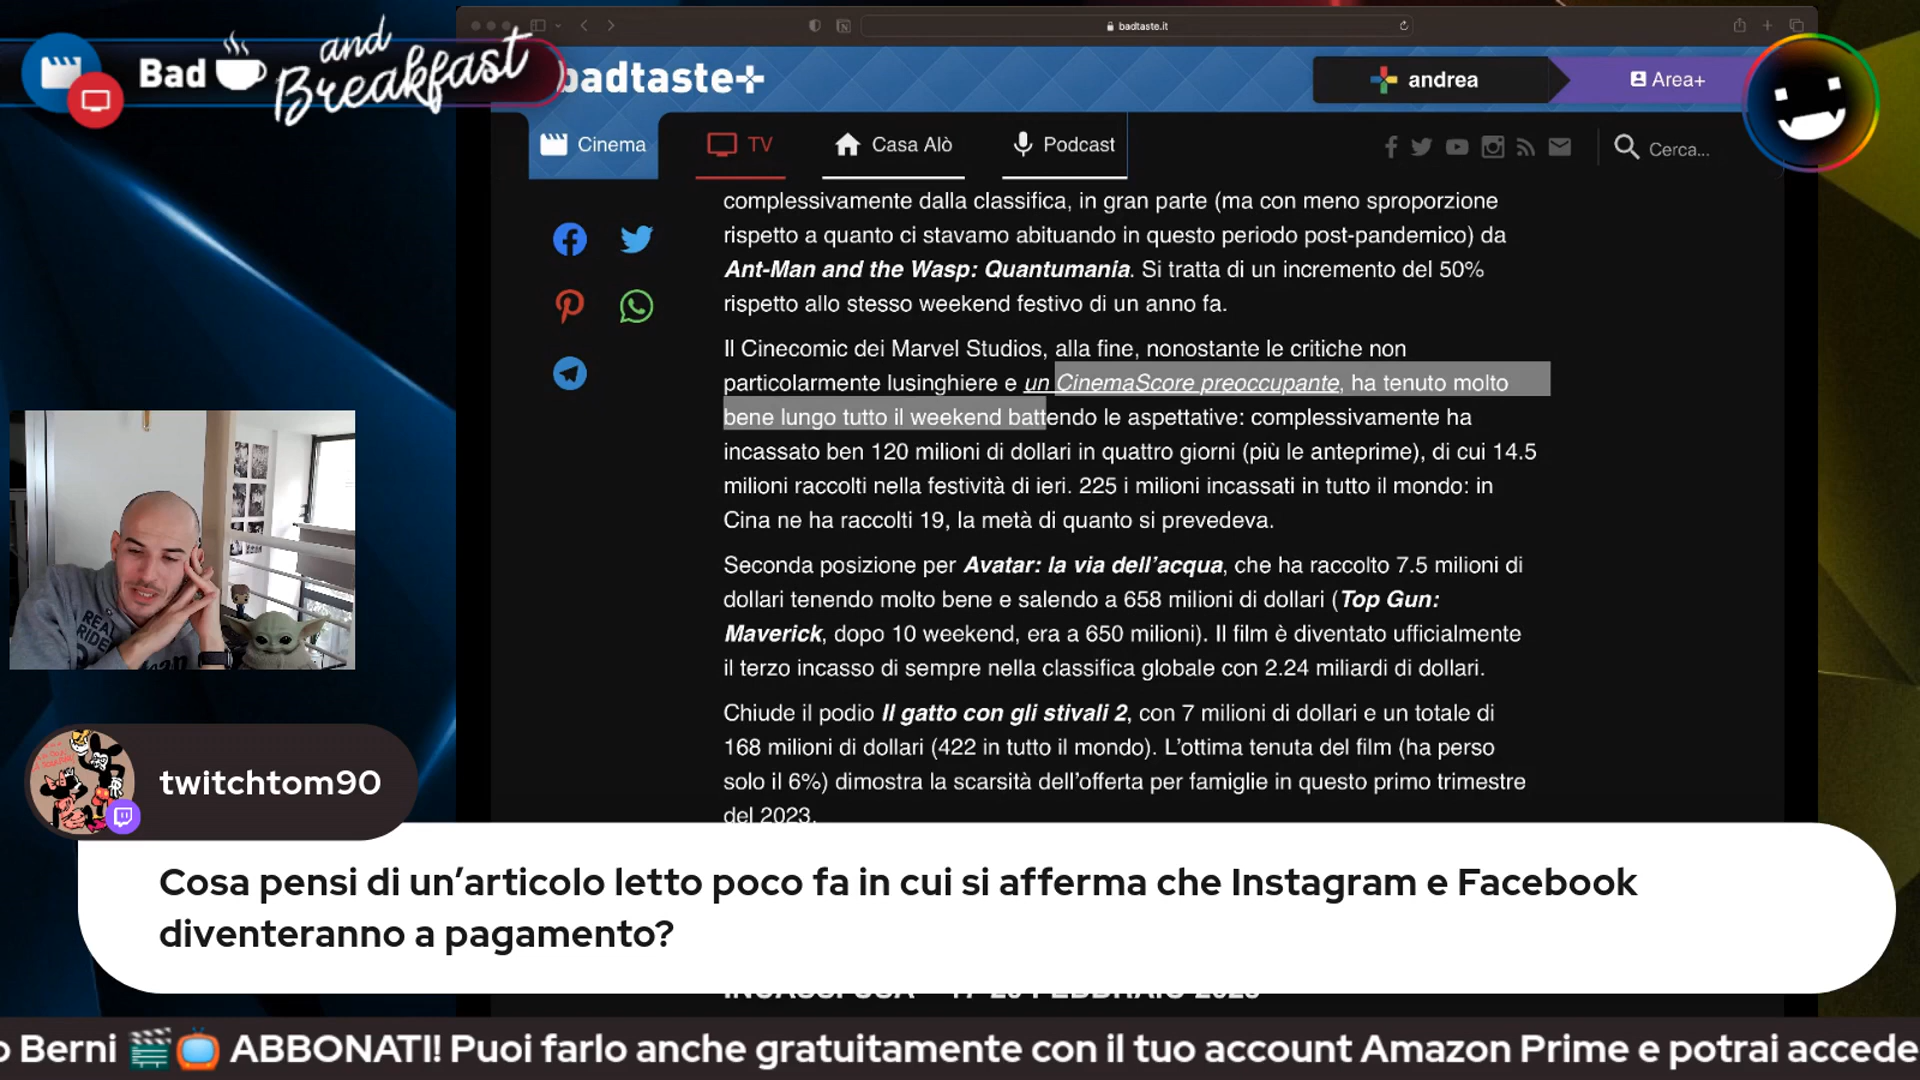 badtaste.it
Bad and Breakfast
badtaste+
andrea
Area+
Cinema
TV
Casa Alò
Podcast
Cerca...
complessivamente dalla classifica, in gran parte (ma con meno sproporzione
rispetto a quanto ci stavamo abituando in questo periodo post-pandemico) da
Ant-Man and the Wasp: Quantumania. Si tratta di un incremento del 50%
rispetto allo stesso weekend festivo di un anno fa.
Il Cinecomic dei Marvel Studios, alla fine, nonostante le critiche non
particolarmente lusinghiere e un CinemaScore preoccupante, ha tenuto molto
bene lungo tutto il weekend battendo le aspettative: complessivamente ha
incassato ben 120 milioni di dollari in quattro giorni (più le anteprime), di cui 14.5
milioni raccolti nella festività di ieri. 225 i milioni incassati in tutto il mondo: in
Cina ne ha raccolti 19, la metà di quanto si prevedeva.
Seconda posizione per Avatar: la via dell'acqua, che ha raccolto 7.5 milioni di
dollari tenendo molto bene e salendo a 658 milioni di dollari (Top Gun:
Maverick, dopo 10 weekend, era a 650 milioni). Il film è diventato ufficialmente
il terzo incasso di sempre nella classifica globale con 2.24 miliardi di dollari.
Chiude il podio Il gatto con gli stivali 2, con 7 milioni di dollari e un totale di
168 milioni di dollari (422 in tutto il mondo). L'ottima tenuta del film (ha perso
solo il 6%) dimostra la scarsità dell'offerta per famiglie in questo primo trimestre
del 2023.
REAL
RIDE
twitchtom90
Cosa pensi di un'articolo letto poco fa in cui si afferma che Instagram e Facebook
diventeranno a pagamento?
o Berni ABBONATI! Puoi farlo anche gratuitamente con il tuo account Amazon Prime e potrai accede